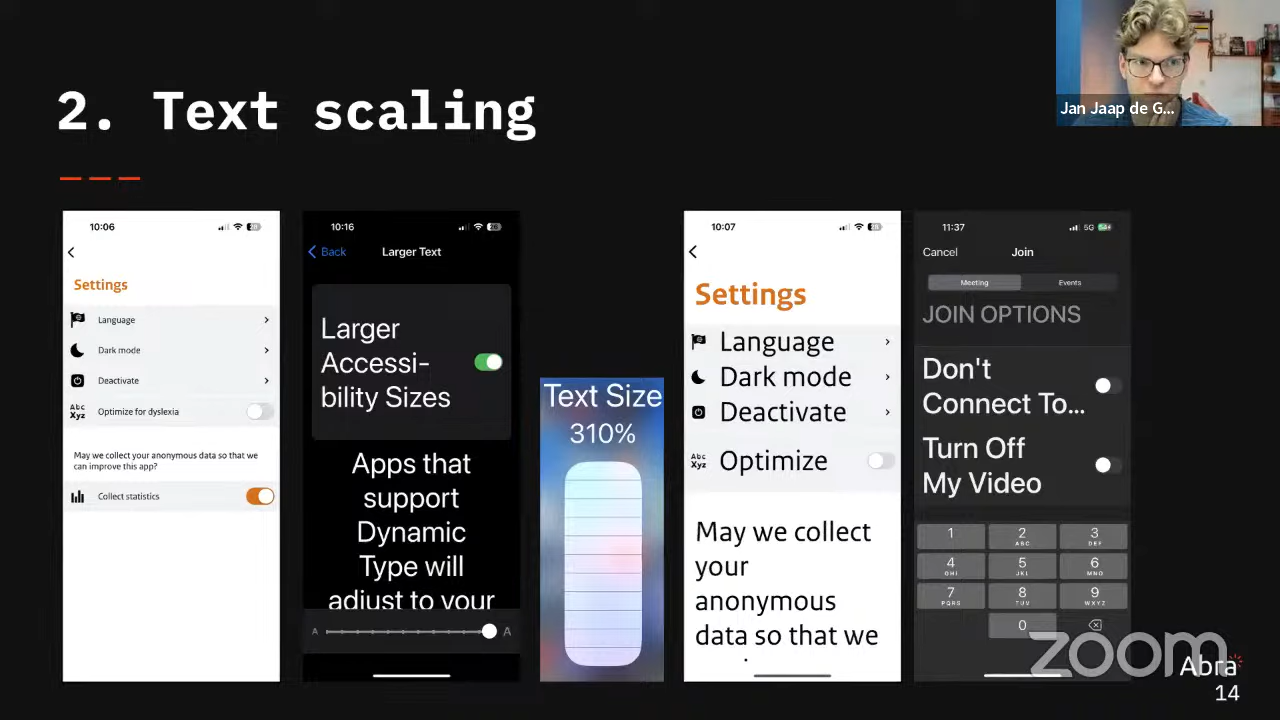 2. Text scaling
Jan Jaap de G...
10:06
28
Settings
Language
Dark mode
Deactivate
Abc
Xyz
Optimize for dyslexia
May we collect your anonymous data so that we
can improve this app?
Collect statistics
10:16
Back
Larger Text
Larger
Accessi-
bility Sizes
Apps that
support
Dynamic
Type will
adjust to your
A
A
Text Size
310%
10:07
28
Settings
Language
Dark mode
Deactivate
Abc
Xyz
Optimize
May we collect
your
anonymous
data so that we
11:37
5G
Cancel
Join
Meeting
Events
JOIN OPTIONS
Don't
Connect To...
Turn Off
My Video
1
2
ABC
3
DEF
4
GHI
5
JKL
6
MNO
7
PQRS
8
TUV
9
WXYZ
0
zoom
Abra
14